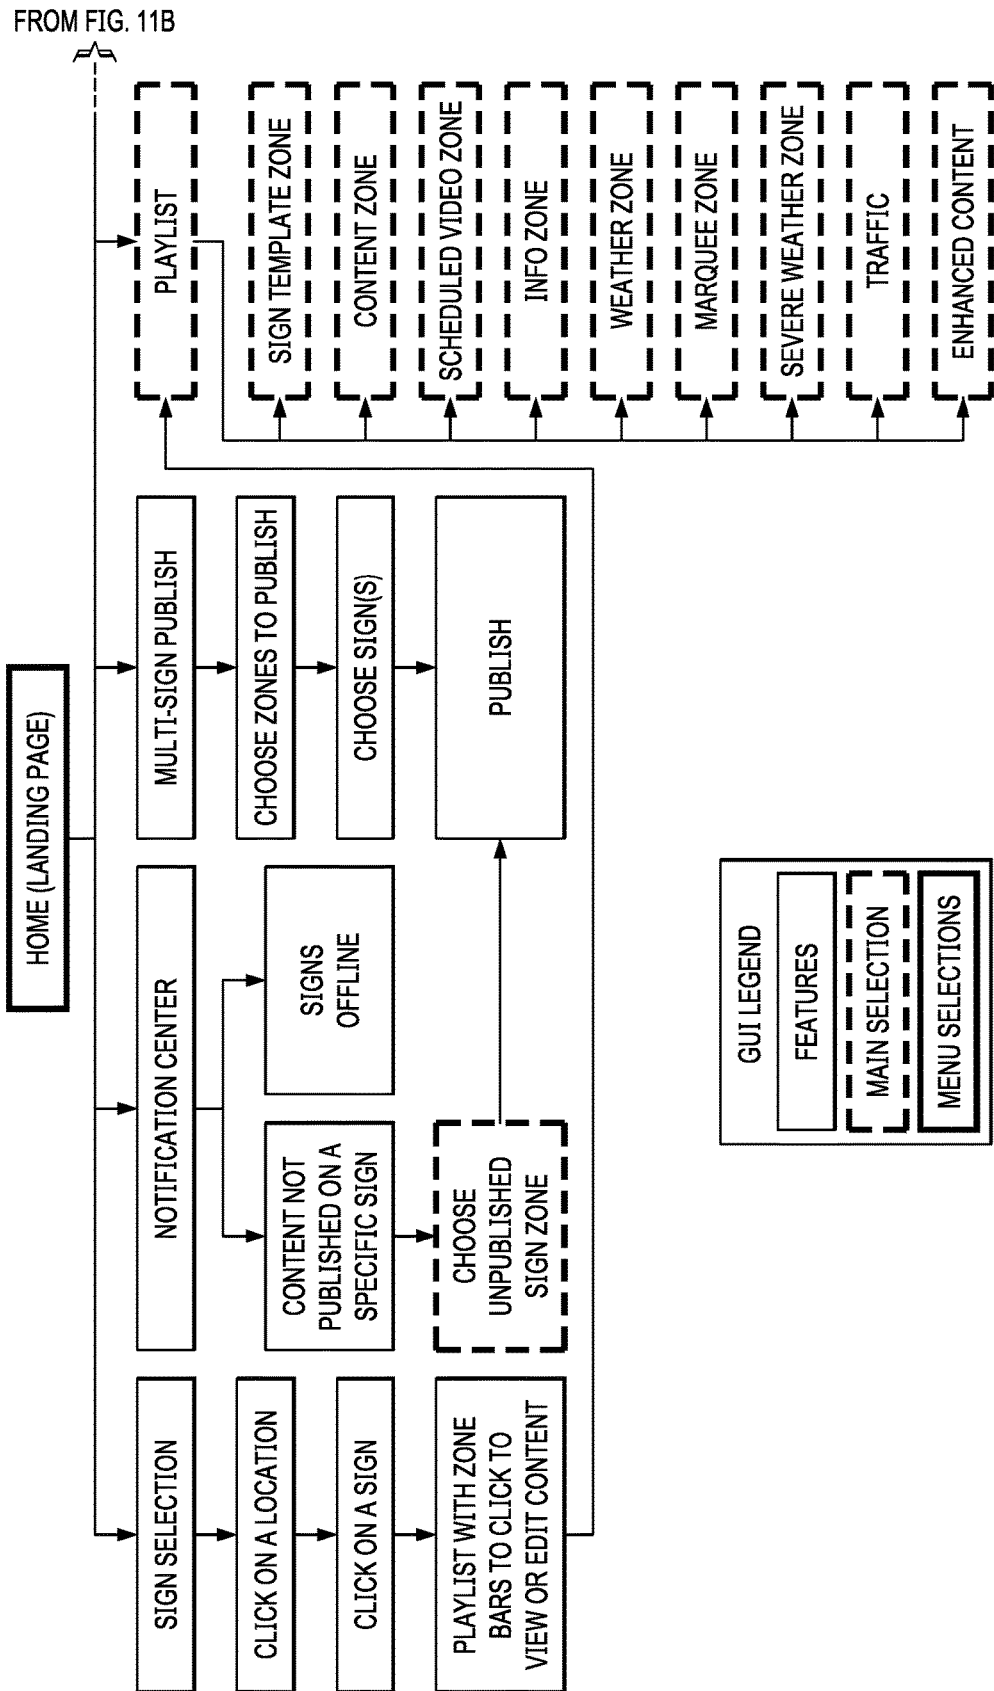 FROM FIG. 11B
HOME (LANDING PAGE)
SIGN SELECTION
CLICK ON A LOCATION
CLICK ON A SIGN
PLAYLIST WITH ZONE
BARS TO CLICK TO
VIEW OR EDIT CONTENT
NOTIFICATION CENTER
CONTENT NOT
PUBLISHED ON A
SPECIFIC SIGN
SIGNS
OFFLINE
CHOOSE
UNPUBLISHED
SIGN ZONE
MULTI-SIGN PUBLISH
CHOOSE ZONES TO PUBLISH
CHOOSE SIGN(S)
PUBLISH
PLAYLIST
SIGN TEMPLATE ZONE
CONTENT ZONE
SCHEDULED VIDEO ZONE
INFO ZONE
WEATHER ZONE
MARQUEE ZONE
SEVERE WEATHER ZONE
TRAFFIC
ENHANCED CONTENT
GUI LEGEND
FEATURES
MAIN SELECTION
MENU SELECTIONS